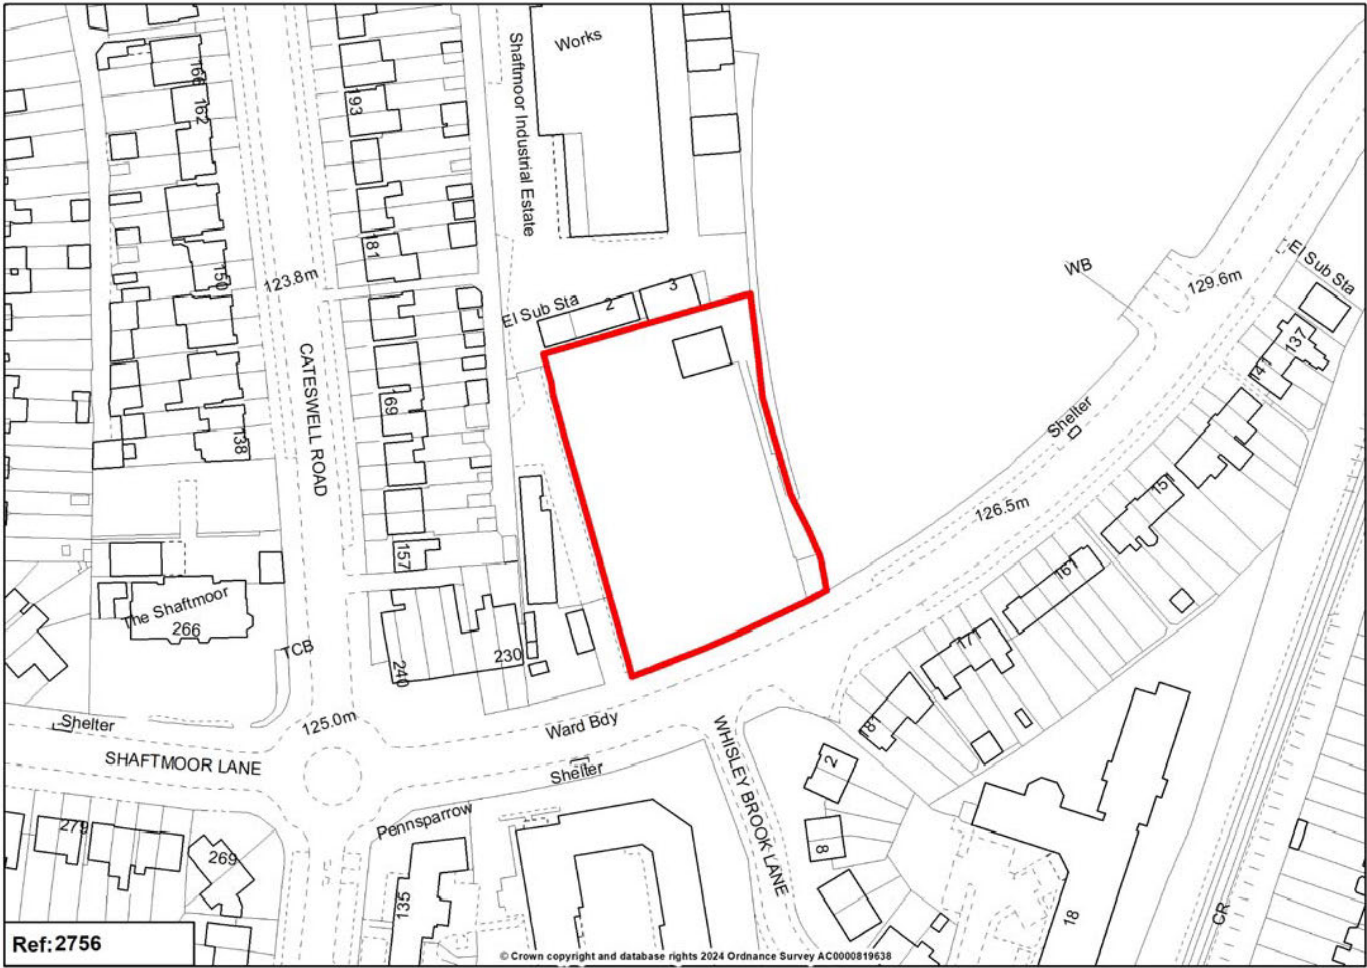 Works
Shaftmoor Industrial Estate
166
162
193
181
150
123.8m
El Sub Sta
2
3
WB
129.6m
El Sub Sta
137
141
CATESWELL ROAD
169
138
Shelter
151
126.5m
157
167
The Shaftmoor
266
TCB
240
230
171
181
125.0m
Ward Bdy
Shelter
SHAFTMOOR LANE
Shelter
WHISLEY BROOK LANE
2
8
Pennsparrow
279
269
135
18
CR
Ref:2756
© Crown copyright and database rights 2024 Ordnance Survey AC0000819638